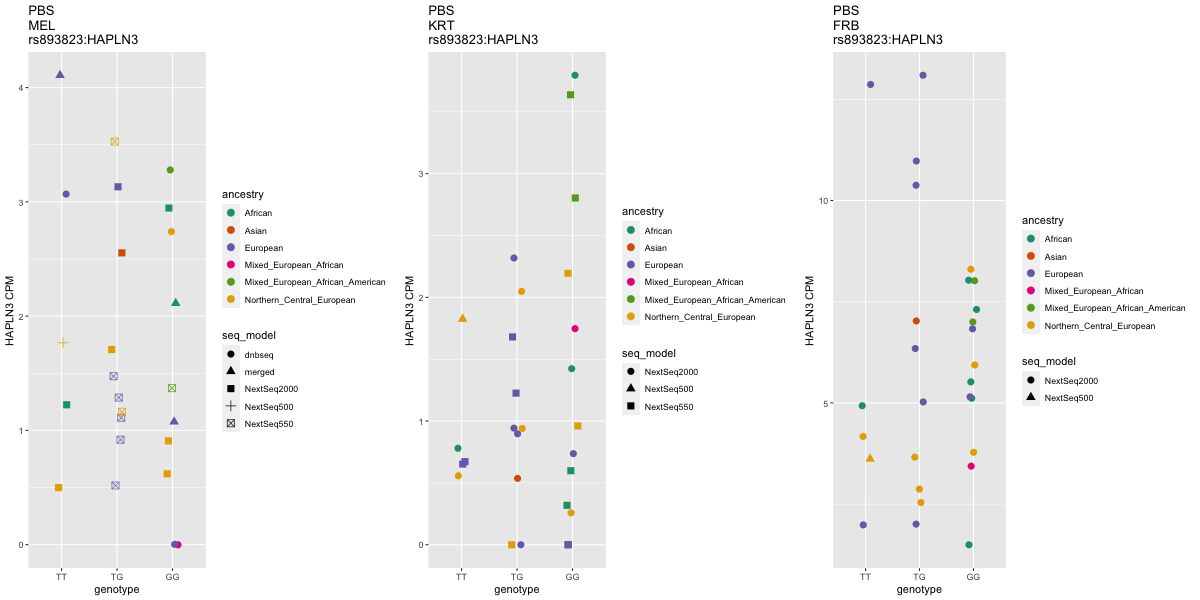 PBS
MEL
rs893823:HAPLN3
HAPLN3 CPM
4
3
2
1
0
TT
TG
GG
genotype
ancestry
African
Asian
European
Mixed_European_African
Mixed_European_African_American
Northern_Central_European
seq_model
dnbseq
merged
NextSeq2000
NextSeq500
NextSeq550
PBS
KRT
rs893823:HAPLN3
HAPLN3 CPM
3
2
1
0
TT
TG
GG
genotype
ancestry
African
Asian
European
Mixed_European_African
Mixed_European_African_American
Northern_Central_European
seq_model
NextSeq2000
NextSeq500
NextSeq550
PBS
FRB
rs893823:HAPLN3
HAPLN3 CPM
10
5
TT
TG
GG
genotype
ancestry
African
Asian
European
Mixed_European_African
Mixed_European_African_American
Northern_Central_European
seq_model
NextSeq2000
NextSeq500